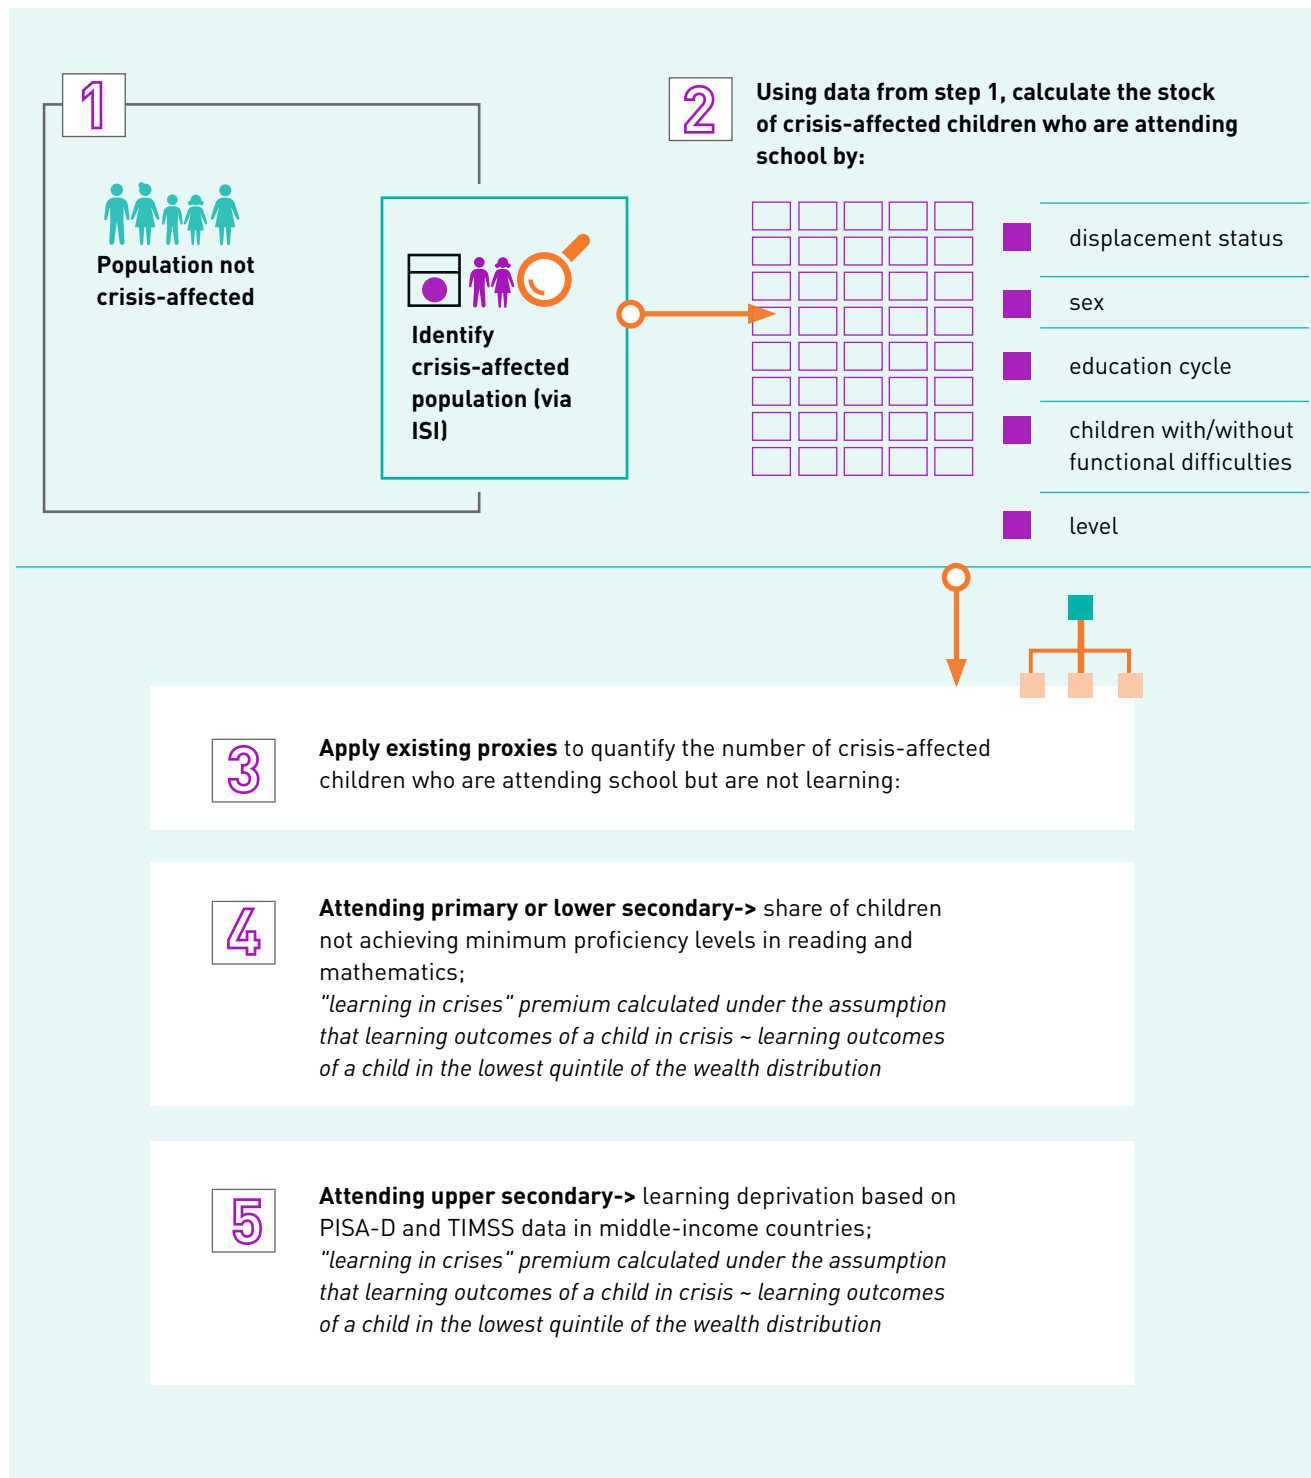 1
Population not
crisis-affected
Identify
crisis-affected
population (via
ISI)
2
Using data from step 1, calculate the stock
of crisis-affected children who are attending
school by:
displacement status
sex
education cycle
children with/without
functional difficulties
level
3
Apply existing proxies to quantify the number of crisis-affected
children who are attending school but are not learning:
4
Attending primary or lower secondary-> share of children
not achieving minimum proficiency levels in reading and
mathematics;
"learning in crises" premium calculated under the assumption
that learning outcomes of a child in crisis ~ learning outcomes
of a child in the lowest quintile of the wealth distribution
5
Attending upper secondary-> learning deprivation based on
PISA-D and TIMSS data in middle-income countries;
"learning in crises" premium calculated under the assumption
that learning outcomes of a child in crisis ~ learning outcomes
of a child in the lowest quintile of the wealth distribution